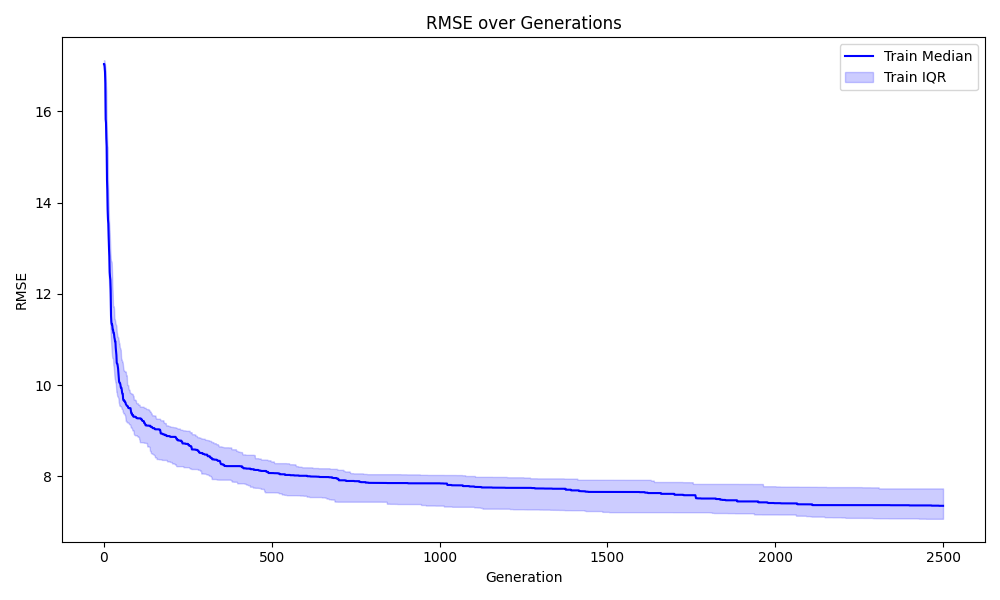 RMSE over Generations
Train Median
Train IQR
16
14
12
10
8
RMSE
0
500
1000
1500
2000
2500
Generation